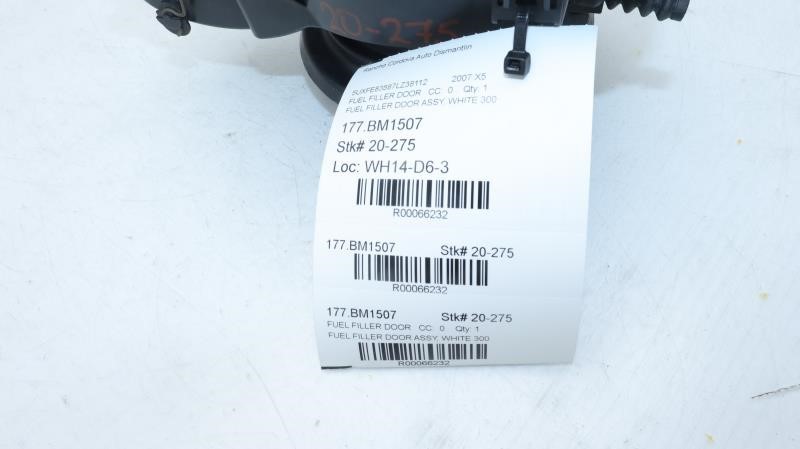 20-275
Rancho Cordova Auto Dismantlin
5UXFE83587LZ38112 2007 X5
FUEL FILLER DOOR CC: 0 Qty: 1
FUEL FILLER DOOR ASSY, WHITE 300
177.BM1507
Stk# 20-275
Loc: WH14-D6-3
R00066232
177.BM1507 Stk# 20-275
R00066232
177.BM1507 Stk# 20-275
FUEL FILLER DOOR CC: 0 Qty: 1
FUEL FILLER DOOR ASSY, WHITE 300
R00066232